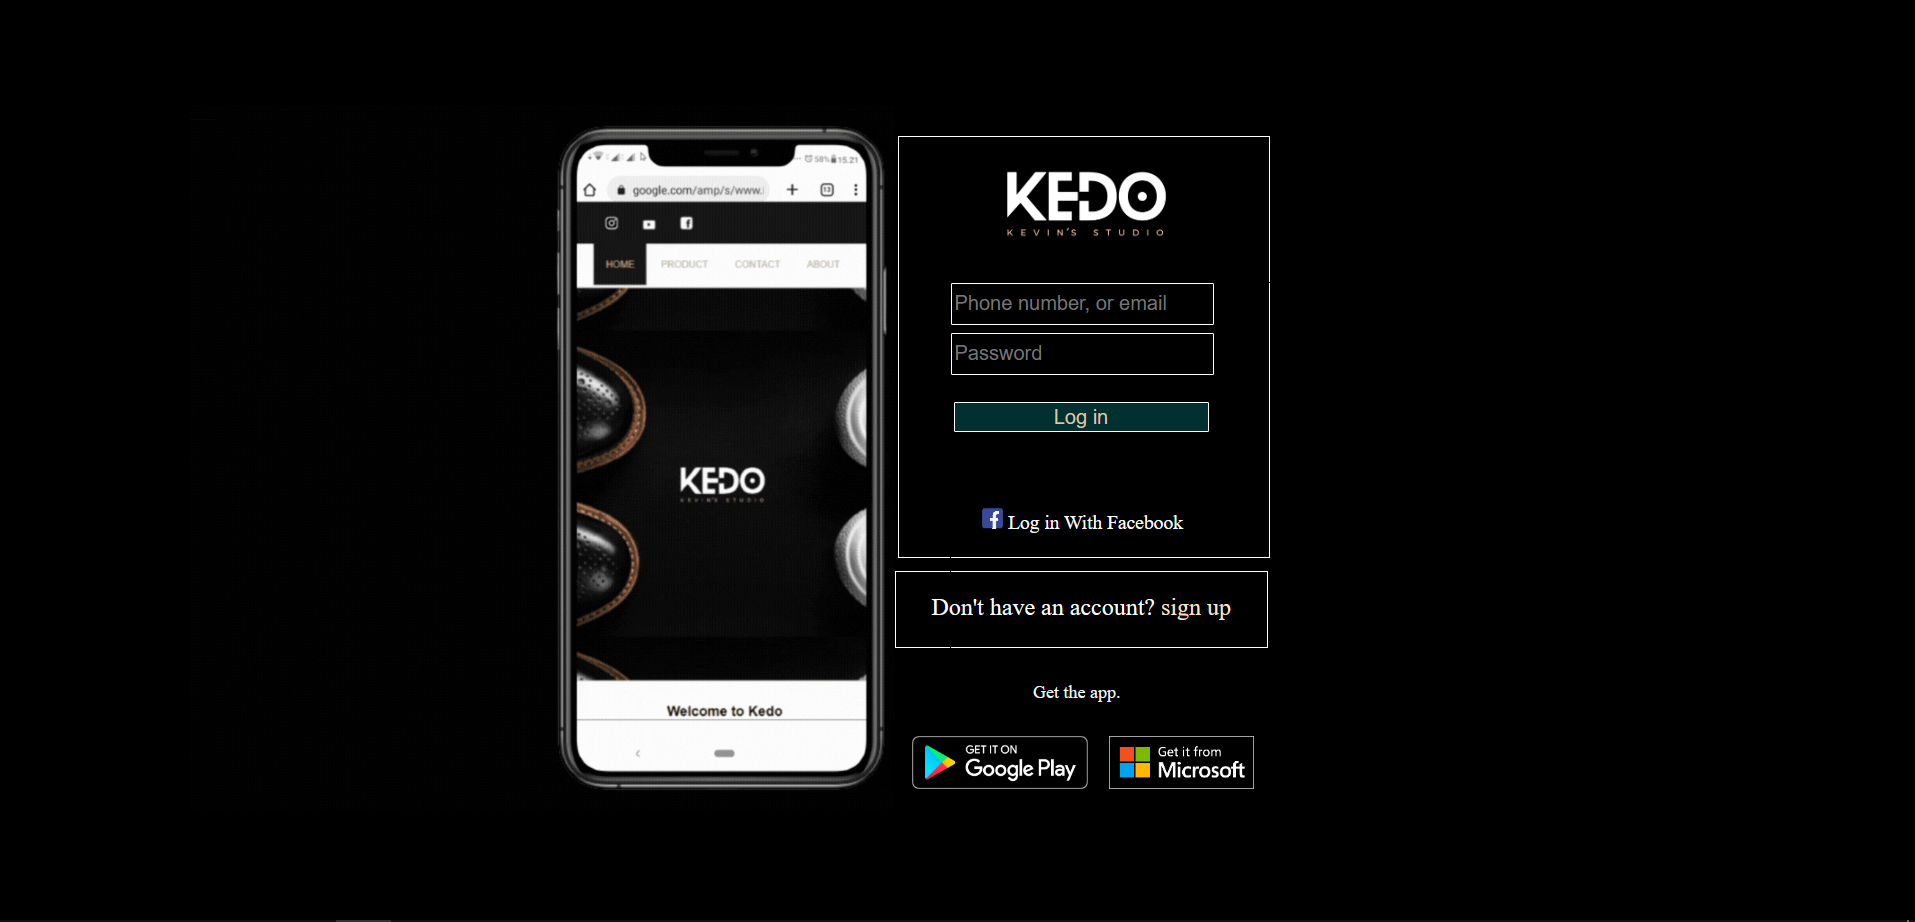 58% 15.21
google.com/amp/s/www.i
13
HOME PRODUCT CONTACT ABOUT
KEDO
KEVIN'S STUDIO
Welcome to Kedo
KEDO
KEVIN'S STUDIO
Phone number, or email
Password
Log in
Log in With Facebook
Don't have an account? sign up
Get the app.
GET IT ON
Google Play
Get it from
Microsoft